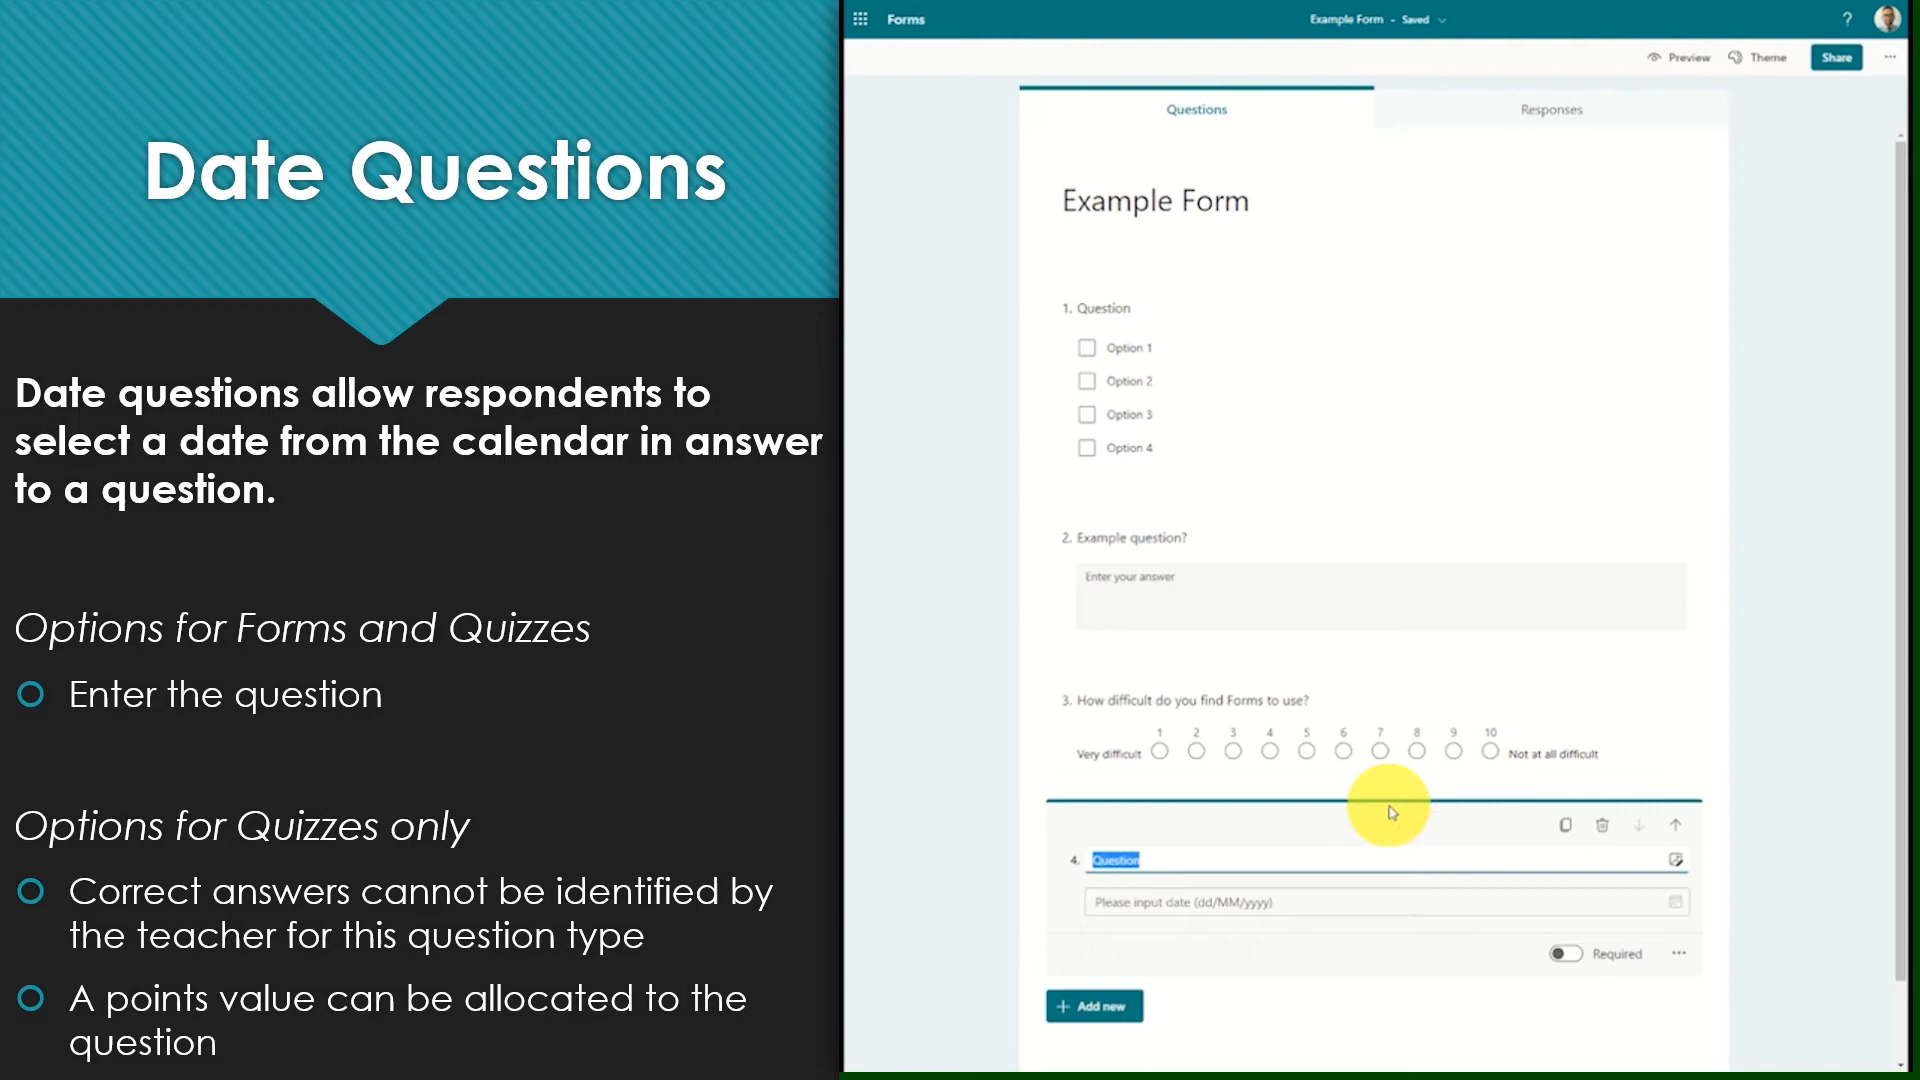 Date Questions
Date questions allow respondents to
select a date from the calendar in answer
to a question.
Options for Forms and Quizzes
Enter the question
Options for Quizzes only
Correct answers cannot be identified by
the teacher for this question type
A points value can be allocated to the
question
Forms
Example Form - Saved
?
Preview
Theme
Share
Questions
Responses
Example Form
1. Question
Option 1
Option 2
Option 3
Option 4
2. Example question?
Enter your answer
3. How difficult do you find Forms to use?
1 2 3 4 5 6 7 8 9 10
Very difficult
Not at all difficult
4. Question
Please input date (dd/MM/yyyy)
Required
+ Add new